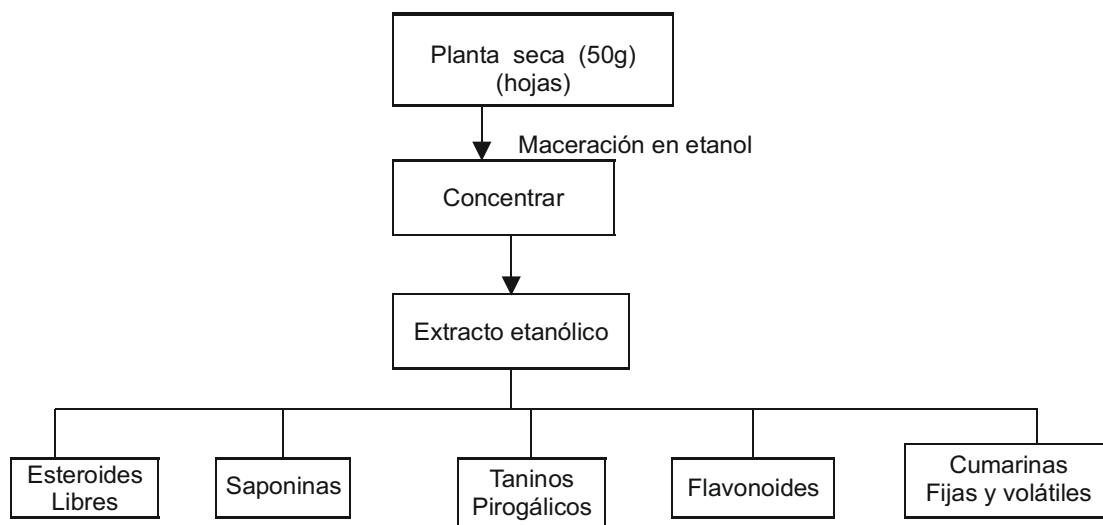 Planta seca (50g)
(hojas)
Maceración en etanol
Concentrar
Extracto etanólico
Esteroides
Libres
Saponinas
Taninos
Pirogálicos
Flavonoides
Cumarinas
Fijas y volátiles